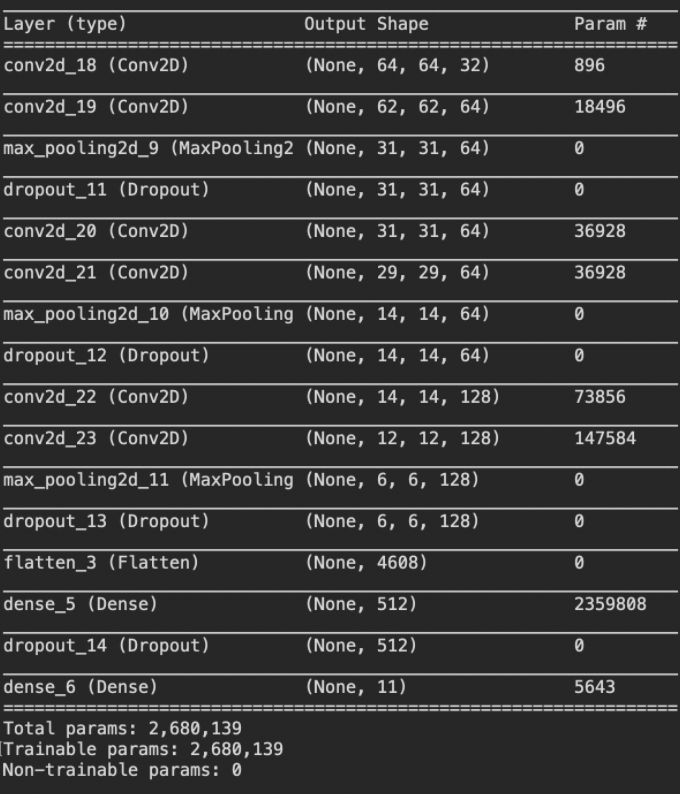 Layer (type) Output Shape Param #
=================================================================
conv2d_18 (Conv2D) (None, 64, 64, 32) 896
conv2d_19 (Conv2D) (None, 62, 62, 64) 18496
max_pooling2d_9 (MaxPooling2 (None, 31, 31, 64) 0
dropout_11 (Dropout) (None, 31, 31, 64) 0
conv2d_20 (Conv2D) (None, 31, 31, 64) 36928
conv2d_21 (Conv2D) (None, 29, 29, 64) 36928
max_pooling2d_10 (MaxPooling (None, 14, 14, 64) 0
dropout_12 (Dropout) (None, 14, 14, 64) 0
conv2d_22 (Conv2D) (None, 14, 14, 128) 73856
conv2d_23 (Conv2D) (None, 12, 12, 128) 147584
max_pooling2d_11 (MaxPooling (None, 6, 6, 128) 0
dropout_13 (Dropout) (None, 6, 6, 128) 0
flatten_3 (Flatten) (None, 4608) 0
dense_5 (Dense) (None, 512) 2359808
dropout_14 (Dropout) (None, 512) 0
dense_6 (Dense) (None, 11) 5643
=================================================================
Total params: 2,680,139
Trainable params: 2,680,139
Non-trainable params: 0